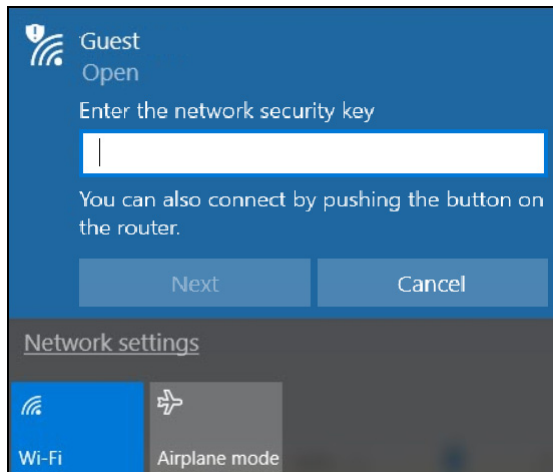 Guest
Open
Enter the network security key
You can also connect by pushing the button on
the router.
Next
Cancel
Network settings
Wi-Fi
Airplane mode